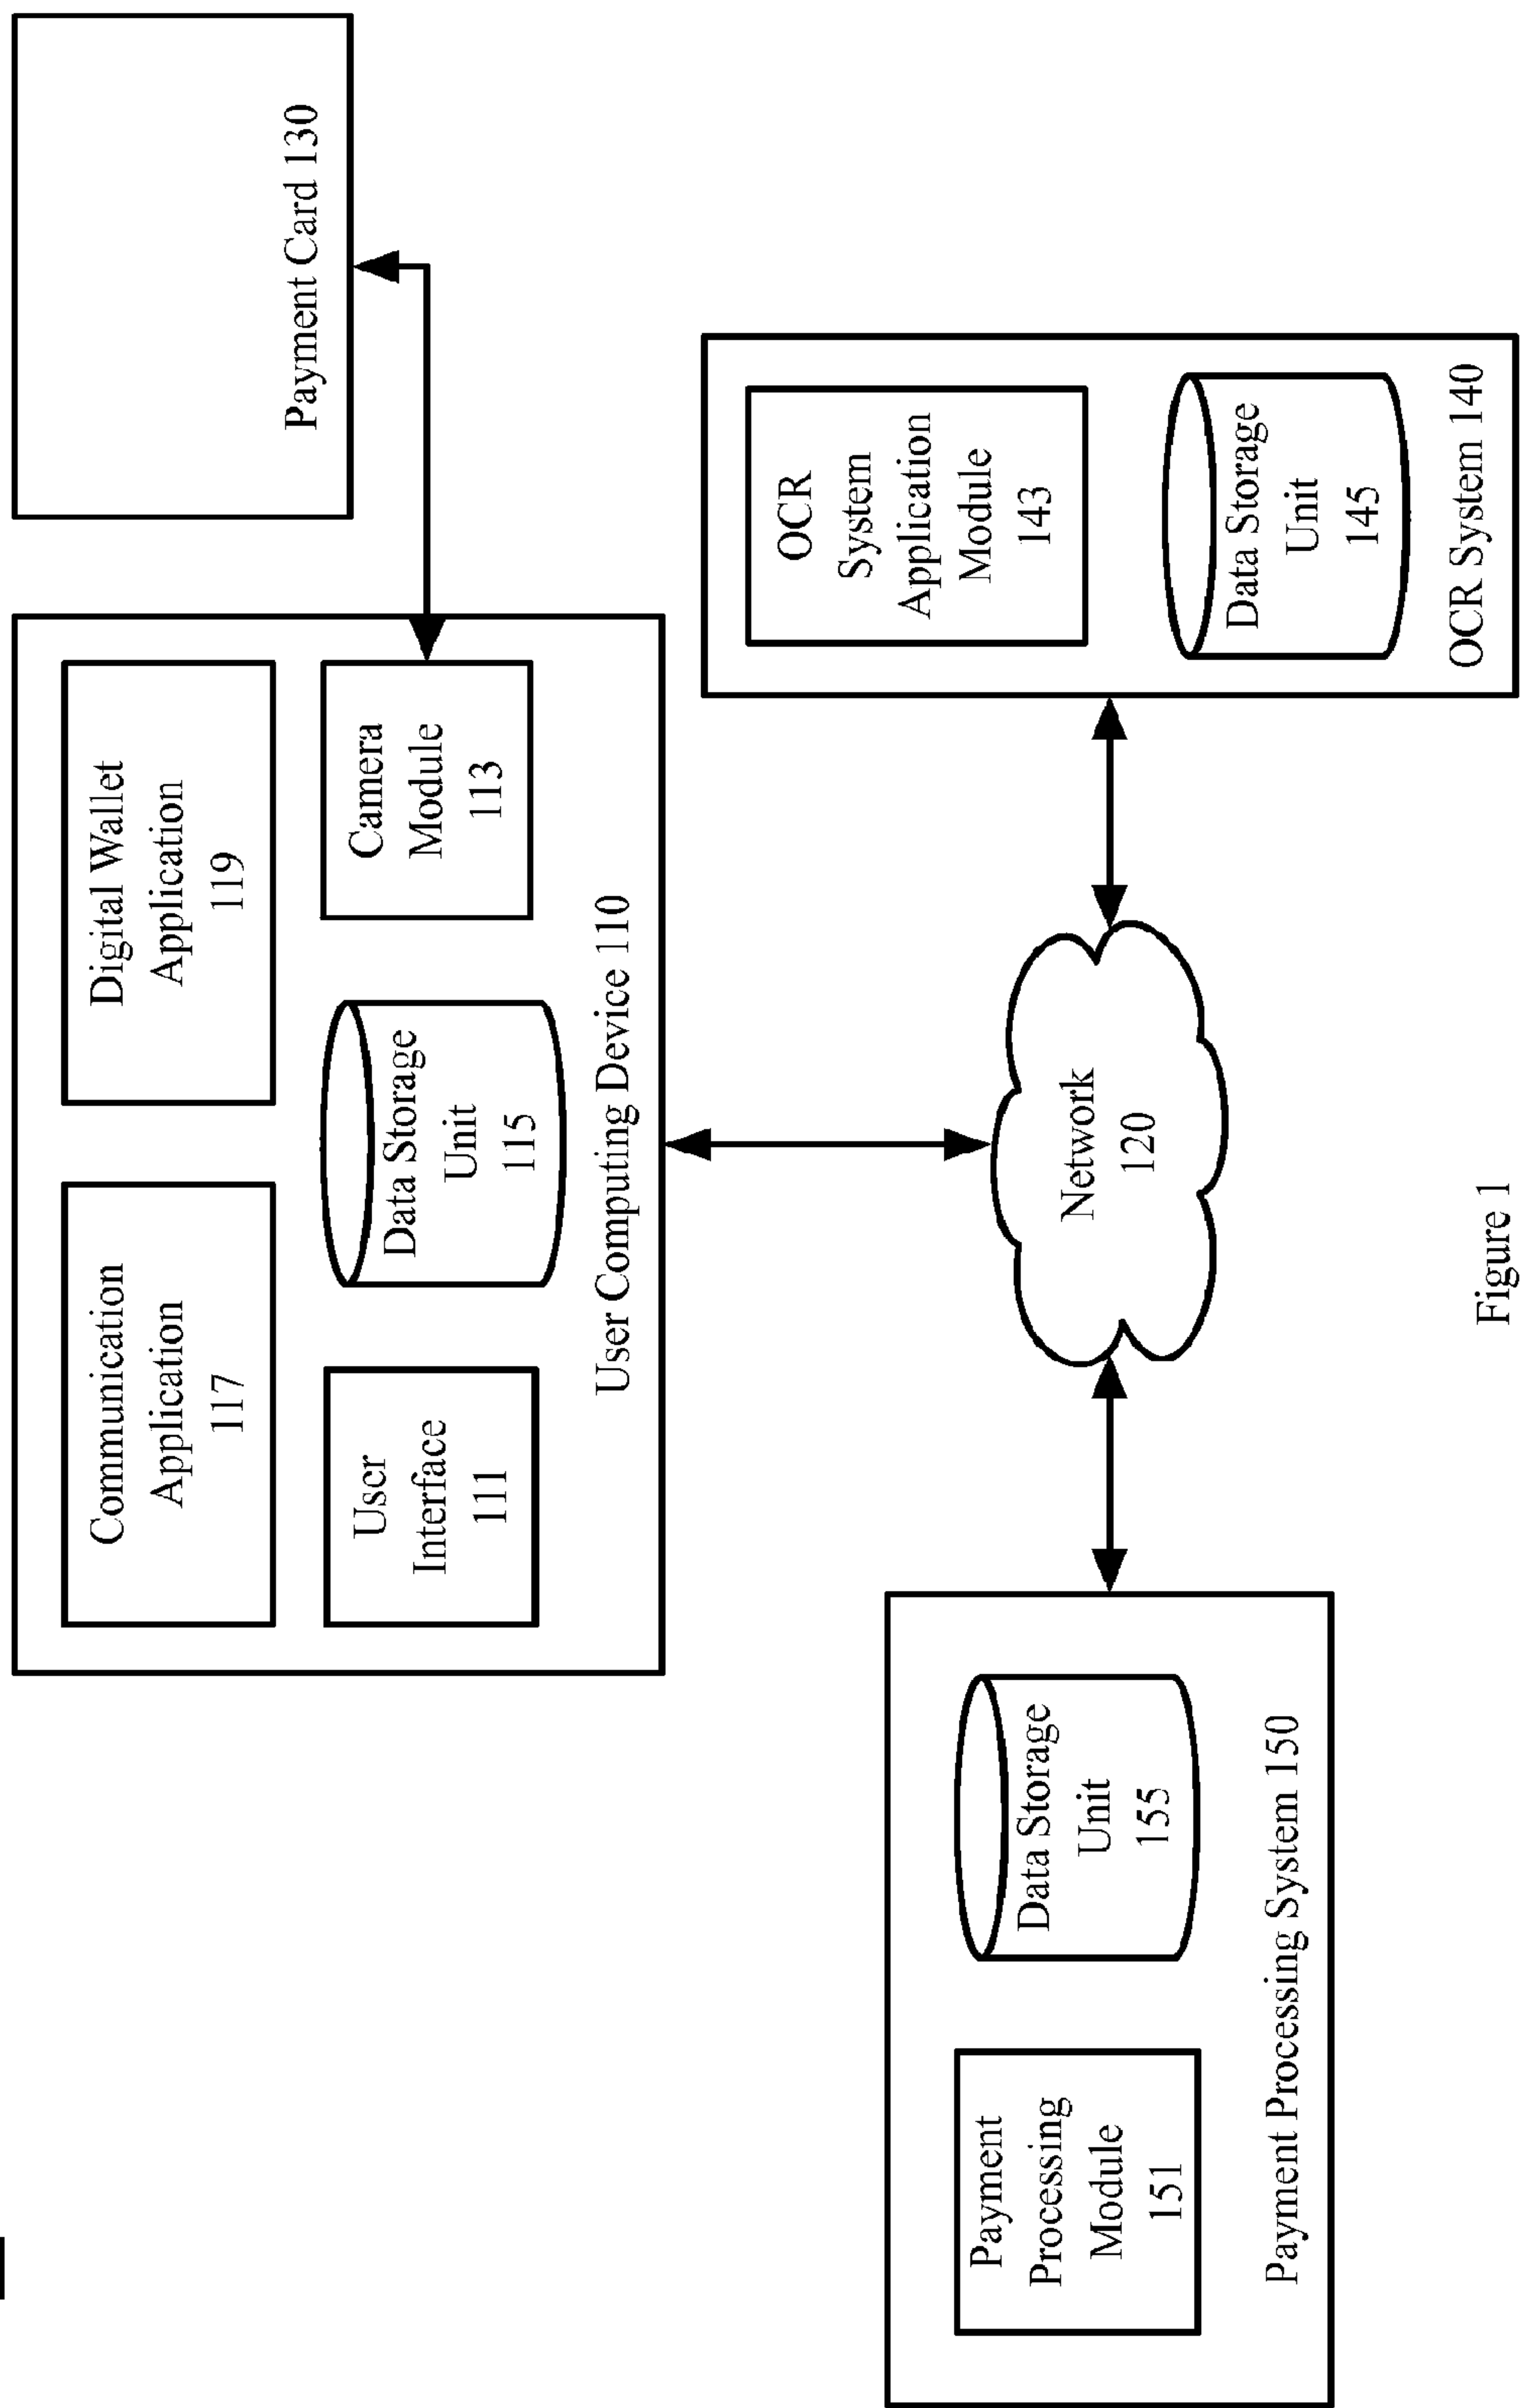 Communication
Application
117
Digital Wallet
Application
119
User
Interface
111
Data Storage
Unit
115
Camera
Module
113
User Computing Device 110
Payment Card 130
Network
120
Payment
Processing
Module
151
Data Storage
Unit
155
Payment Processing System 150
OCR
System
Application
Module
143
Data Storage
Unit
145
OCR System 140
Figure 1